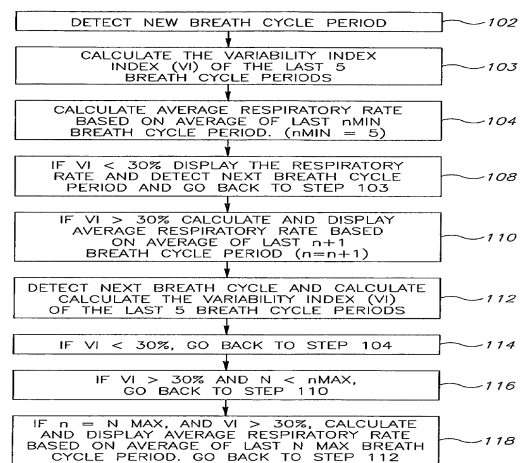 DETECT NEW BREATH CYCLE PERIOD
102
CALCULATE THE VARIABILITY INDEX
INDEX (VI) OF THE LAST 5
BREATH CYCLE PERIODS
103
CALCULATE AVERAGE RESPIRATORY RATE
BASED ON AVERAGE OF LAST nMIN
BREATH CYCLE PERIOD. (nMIN = 5)
104
IF VI < 30% DISPLAY THE RESPIRATORY
RATE AND DETECT NEXT BREATH CYCLE
PERIOD AND GO BACK TO STEP 103
108
IF VI > 30% CALCULATE AND DISPLAY
AVERAGE RESPIRATORY RATE BASED
ON AVERAGE OF LAST n+1
BREATH CYCLE PERIOD (n=n+1)
110
DETECT NEXT BREATH CYCLE AND CALCULATE
CALCULATE THE VARIABILITY INDEX (VI)
OF THE LAST 5 BREATH CYCLE PERIODS
112
IF VI < 30%, GO BACK TO STEP 104
114
IF VI > 30% AND N < nMAX,
GO BACK TO STEP 110
116
IF n = N MAX, AND VI > 30%, CALCULATE
AND DISPLAY AVERAGE RESPIRATORY RATE
BASED ON AVERAGE OF LAST N MAX BREATH
CYCLE PERIOD. GO BACK TO STEP 112
118